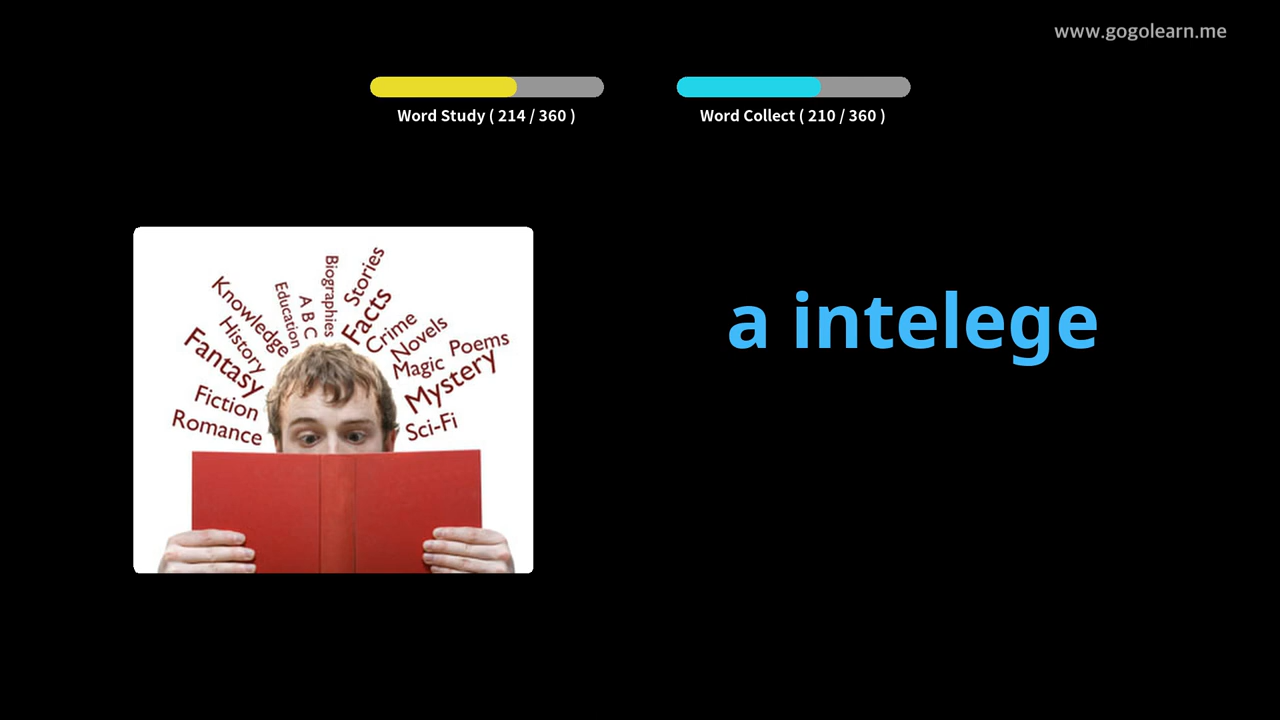 www.gogolearn.me
Word Study ( 214 / 360 )
Word Collect ( 210 / 360 )
a intelege
Knowledge
History
Fantasy
Fiction
Romance
Education
A B C
Biographies
Stories
Facts
Crime
Novels
Magic
Poems
Mystery
Sci-Fi